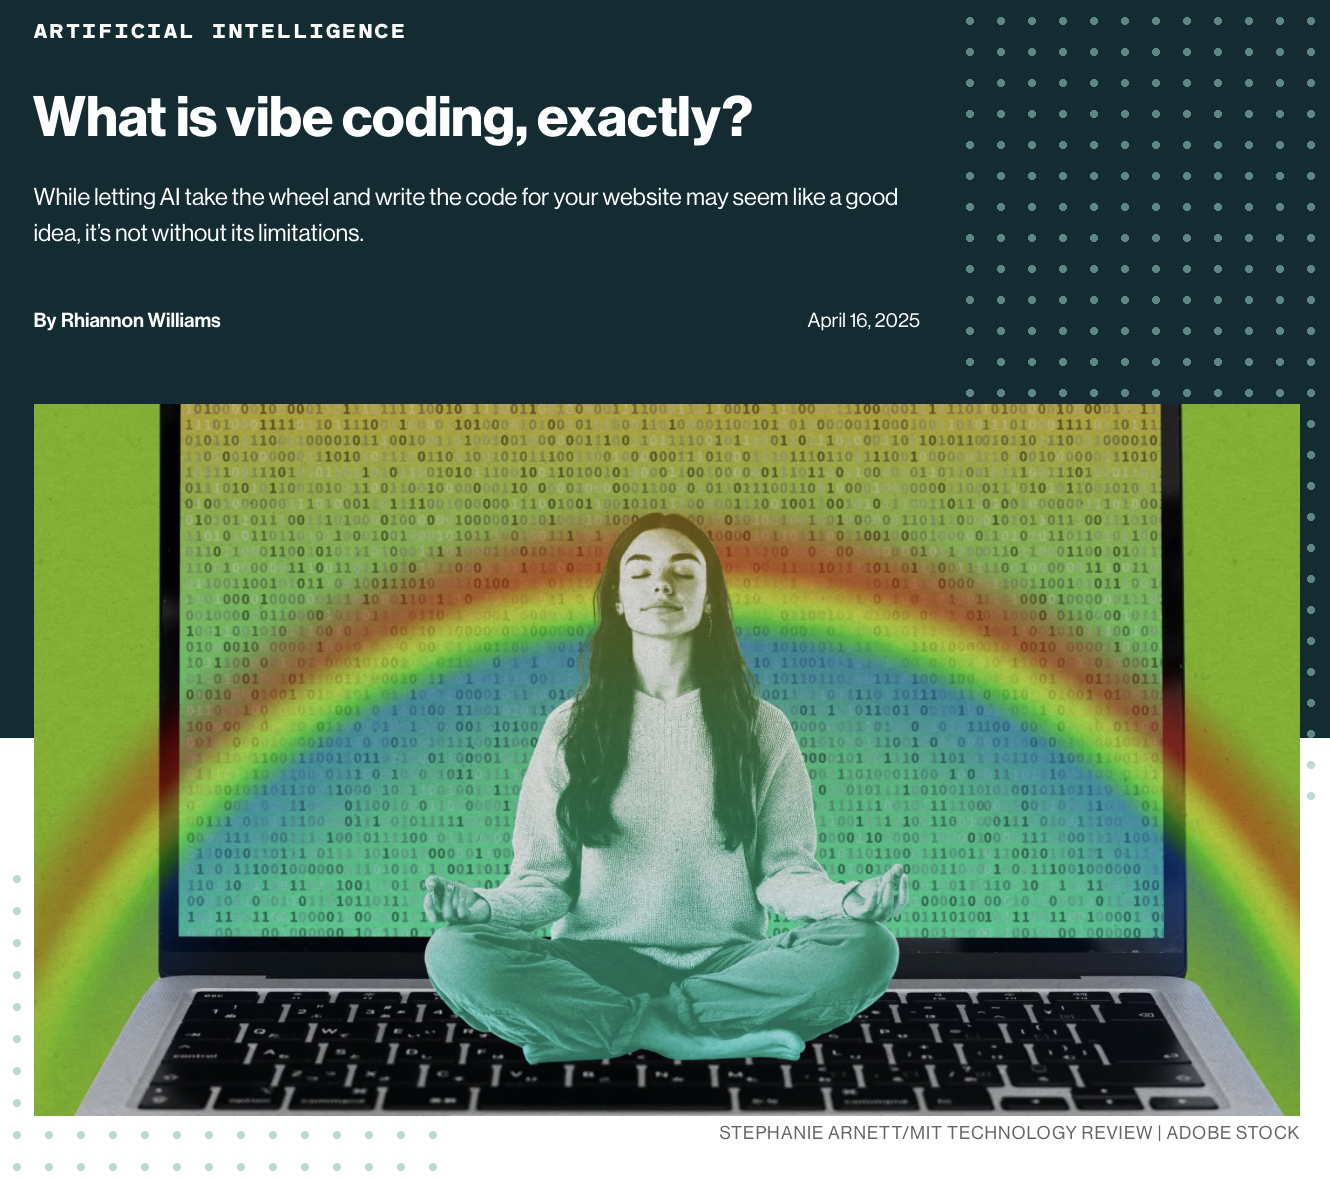 ARTIFICIAL INTELLIGENCE
What is vibe coding, exactly?
While letting AI take the wheel and write the code for your website may seem like a good
idea, it’s not without its limitations.
By Rhiannon Williams
April 16, 2025
STEPHANIE ARNETT/MIT TECHNOLOGY REVIEW | ADOBE STOCK